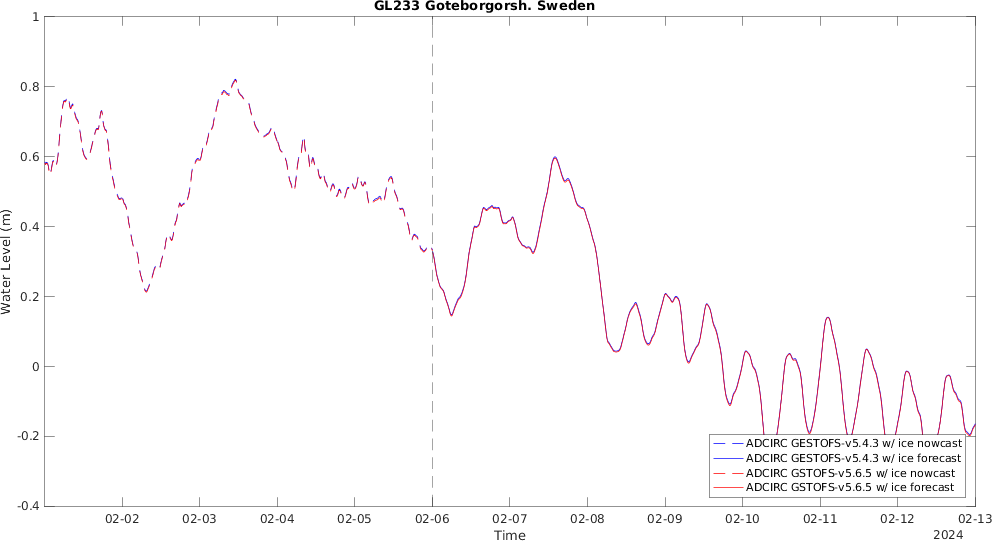 GL233 Goteborgorsh. Sweden
1
0.8
0.6
0.4
0.2
0
-0.2
-0.4
Water Level (m)
02-02 02-03 02-04 02-05 02-06 02-07 02-08 02-09 02-10 02-11 02-12 02-13
Time
2024
ADCIRC GESTOFS-v5.4.3 w/ ice nowcast
ADCIRC GESTOFS-v5.4.3 w/ ice forecast
ADCIRC GSTOFS-v5.6.5 w/ ice nowcast
ADCIRC GSTOFS-v5.6.5 w/ ice forecast